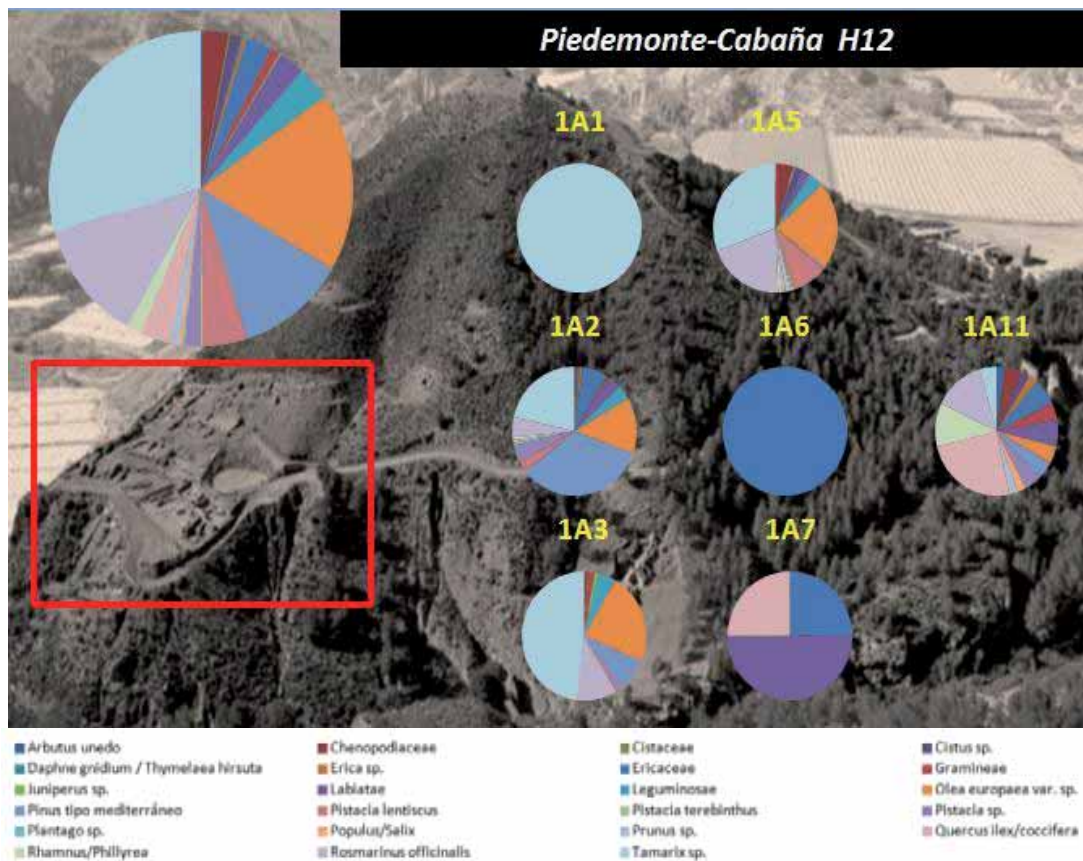 Piedemonte-Cabaña H12
1A1
1A5
1A2
1A6
1A11
1A3
1A7
Arbutus unedo
Chenopodiaceae
Cistaceae
Cistus sp.
Daphne gnidium / Thymelaea hirsuta
Erica sp.
Ericaceae
Gramineae
Juniperus sp.
Labiatae
Leguminosae
Olea europaea var. sp.
Pinus tipo mediterráneo
Pistacia lentiscus
Pistacia terebinthus
Pistacia sp.
Plantago sp.
Populus/Salix
Prunus sp.
Quercus ilex/coccifera
Rhamnus/Phillyrea
Rosmarinus officinalis
Tamarix sp.